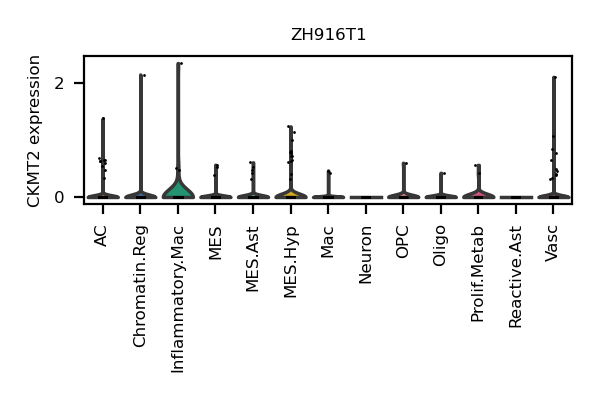 ZH916T1
CKMT2 expression
2
0
AC
Chromatin.Reg
Inflammatory.Mac
MES
MES.Ast
MES.Hyp
Mac
Neuron
OPC
Oligo
Prolif.Metab
Reactive.Ast
Vasc